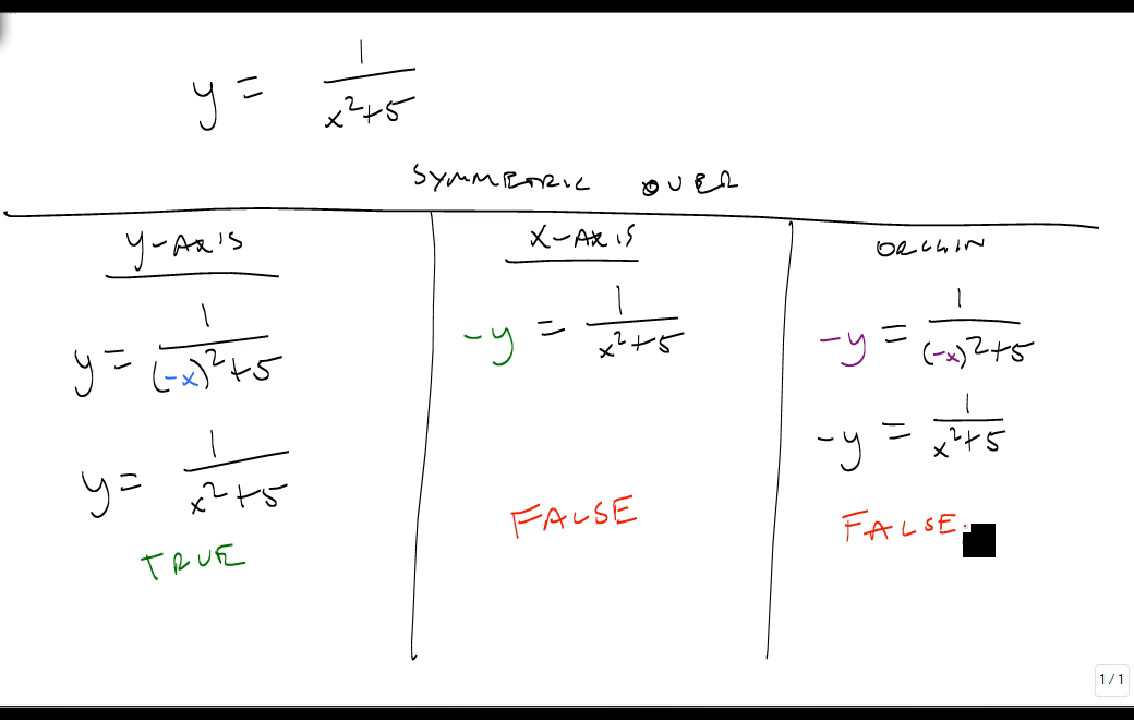 y = 1/(x²+5)
SYMMETRIC OVER
Y-AXIS
X-AXIS
ORIGIN
y = 1/((-x)²+5)
-y = 1/(x²+5)
-y = 1/((-x)²+5)
y = 1/(x²+5)
-y = 1/(x²+5)
TRUE
FALSE
FALSE
1 / 1